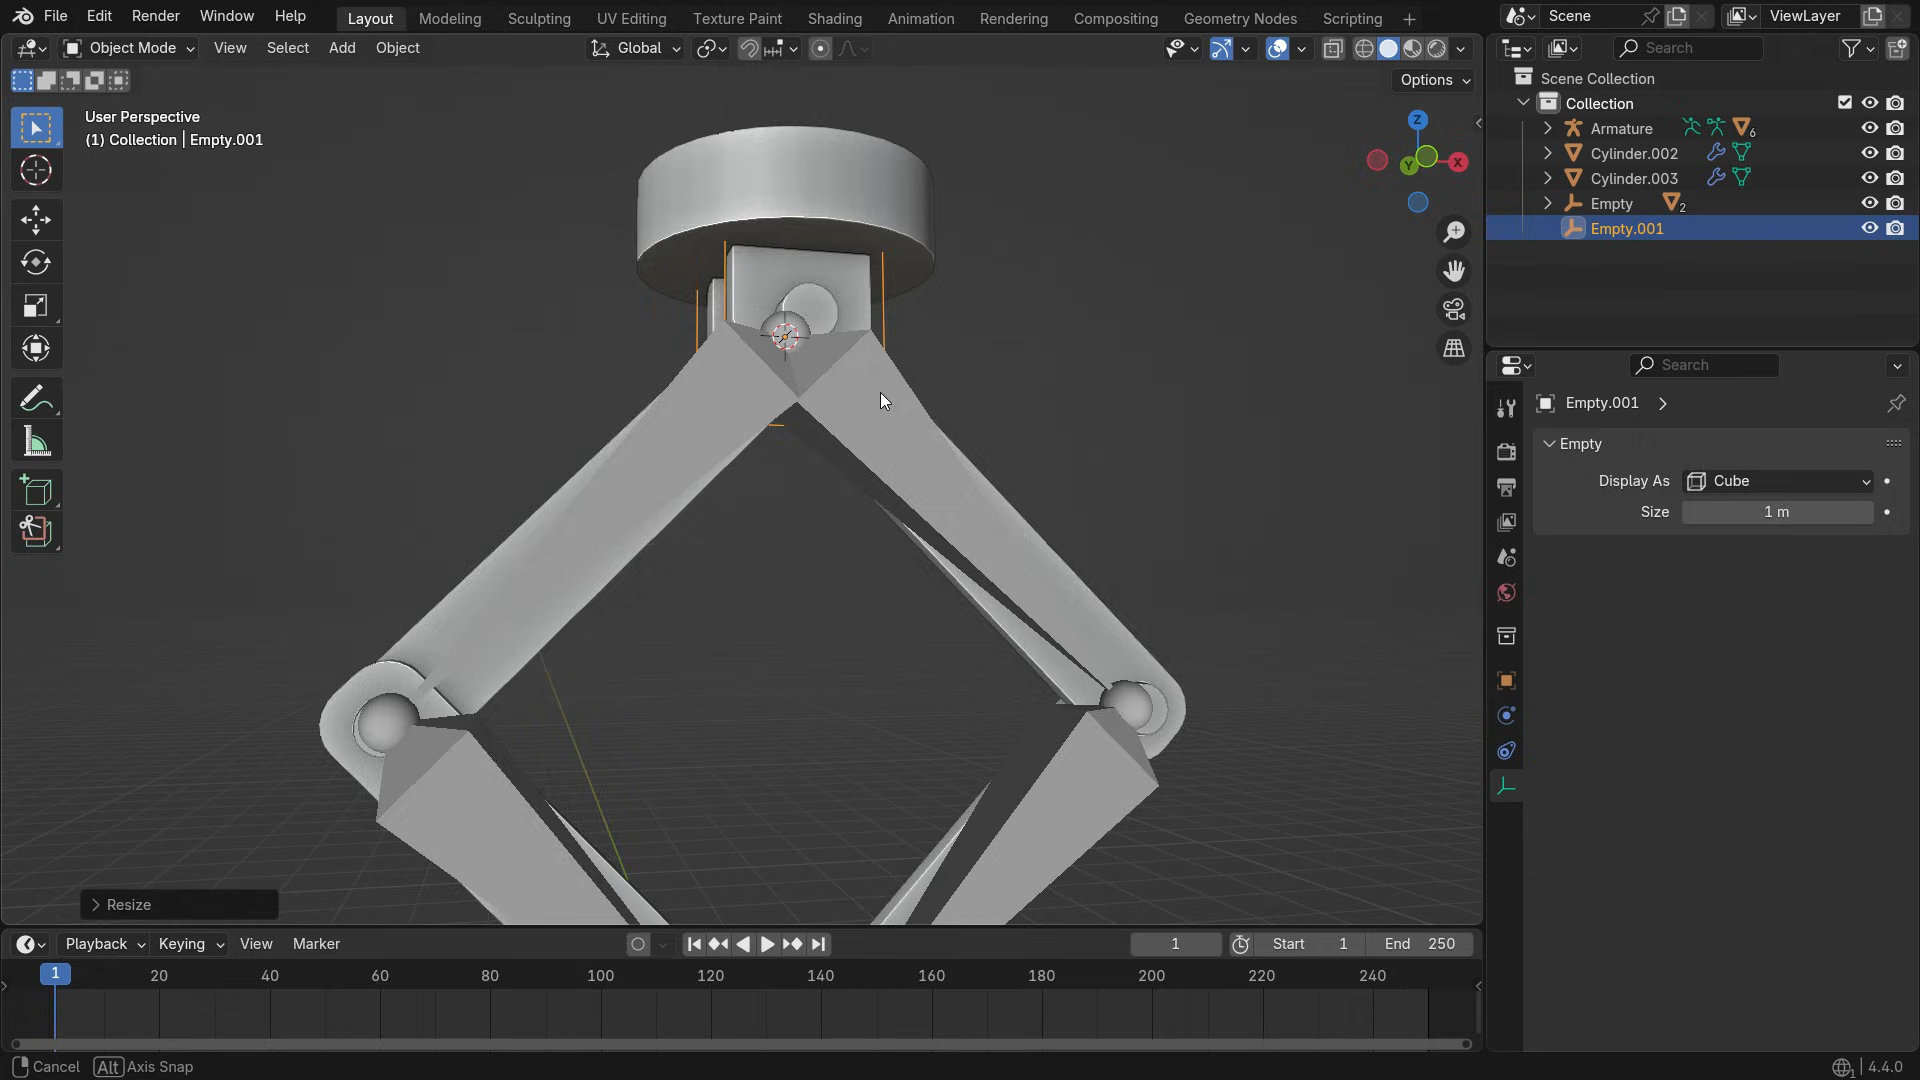 File Edit Render Window Help Layout Modeling Sculpting UV Editing Texture Paint Shading Animation Rendering Compositing Geometry Nodes Scripting Scene ViewLayer
Object Mode View Select Add Object Global Search
Options
User Perspective
(1) Collection | Empty.001
Z
X
Y
Scene Collection
Collection
Armature 6
Cylinder.002
Cylinder.003
Empty 2
Empty.001
Search
Empty.001
Empty
Display As Cube
Size 1 m
Resize
Playback Keying View Marker 1 Start 1 End 250
1 20 40 60 80 100 120 140 160 180 200 220 240
Cancel Alt Axis Snap 4.4.0